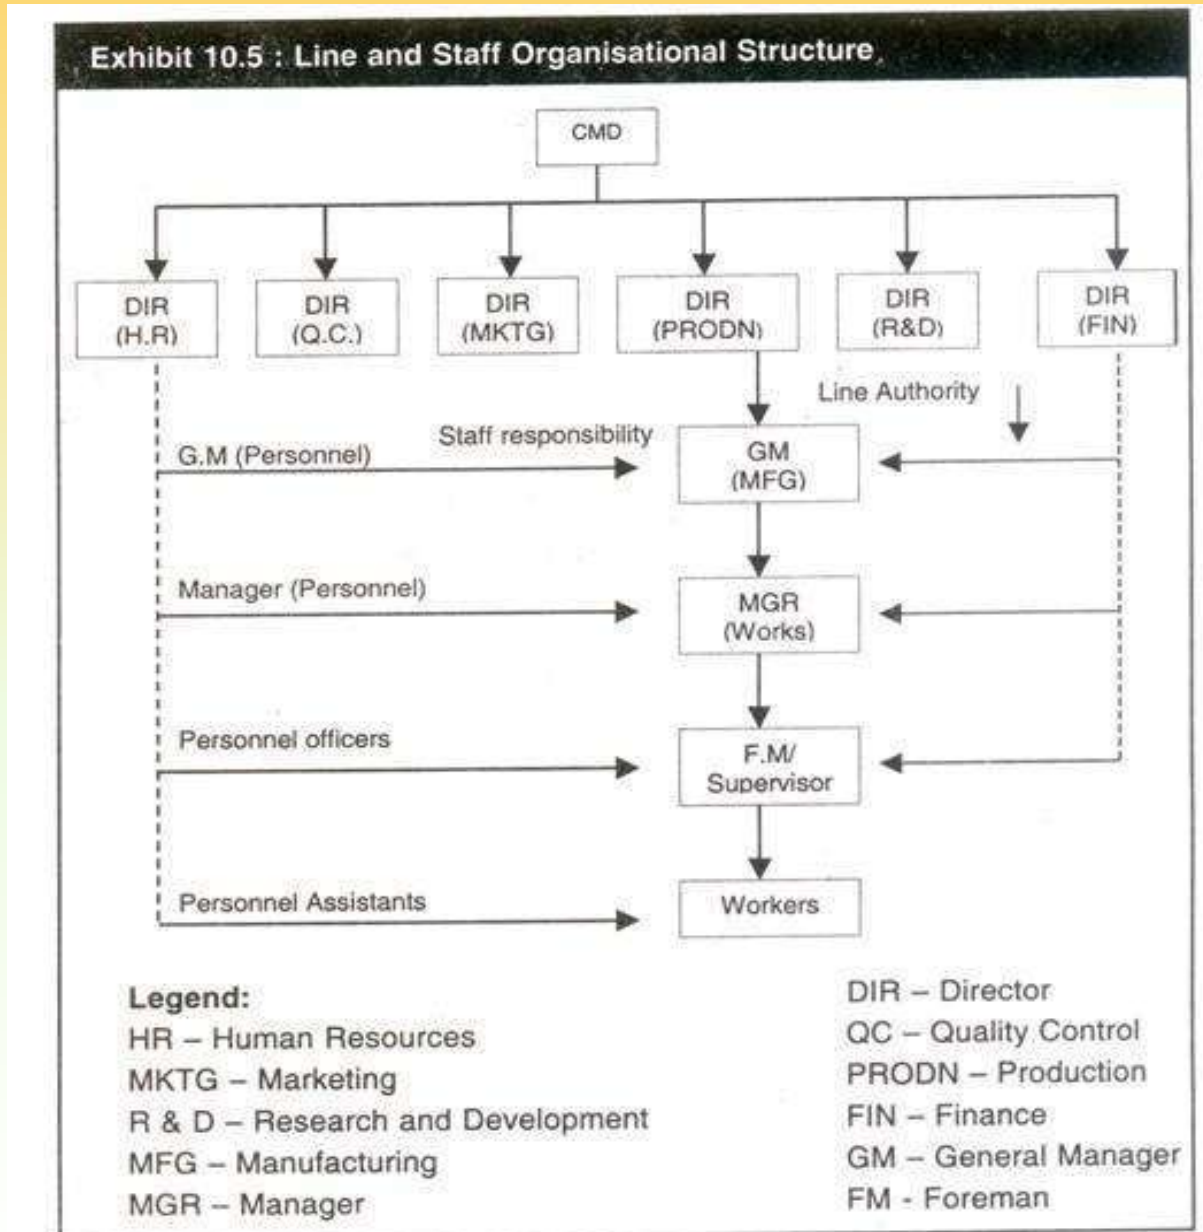 Exhibit 10.5 : Line and Staff Organisational Structure
CMD
DIR
(H.R)
DIR
(Q.C.)
DIR
(MKTG)
DIR
(PRODN)
DIR
(R&D)
DIR
(FIN)
Line Authority
Staff responsibility
G.M (Personnel)
GM
(MFG)
Manager (Personnel)
MGR
(Works)
Personnel officers
F.M/
Supervisor
Personnel Assistants
Workers
Legend:
HR – Human Resources
MKTG – Marketing
R & D – Research and Development
MFG – Manufacturing
MGR – Manager
DIR – Director
QC – Quality Control
PRODN – Production
FIN – Finance
GM – General Manager
FM - Foreman